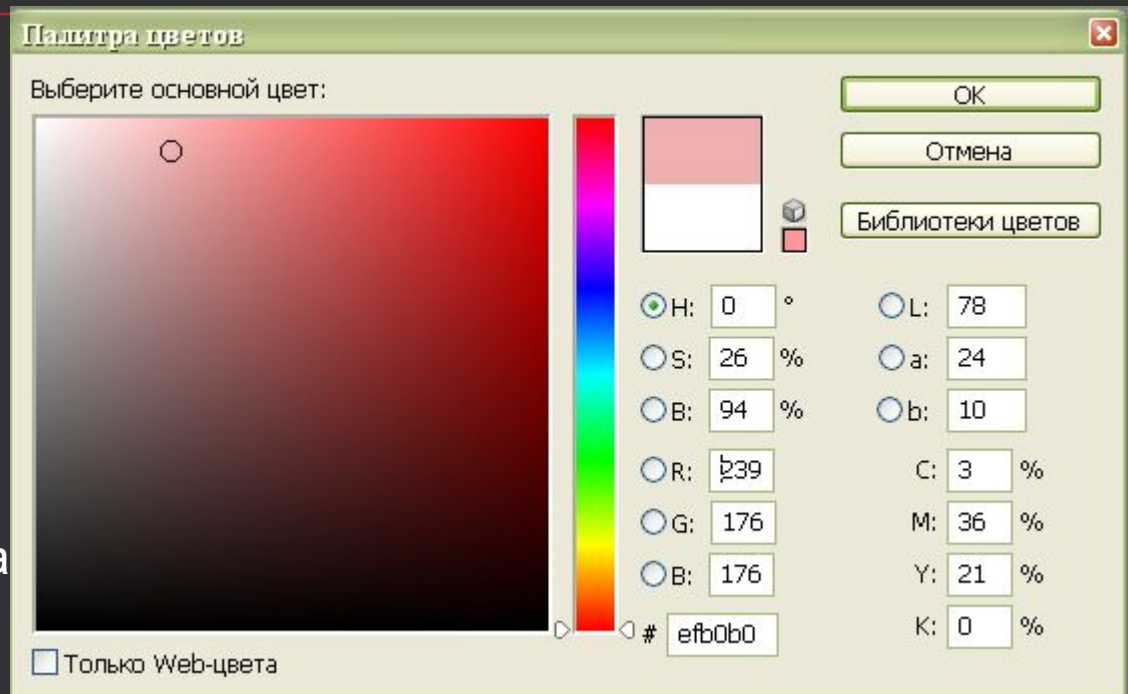 Палитра цветов
Выберите основной цвет:
OK
Отмена
Библиотеки цветов
H: 0 °
L: 78
S: 26 %
a: 24
B: 94 %
b: 10
R: 239
C: 3 %
G: 176
M: 36 %
B: 176
Y: 21 %
# efb0b0
K: 0 %
Только Web-цвета
а